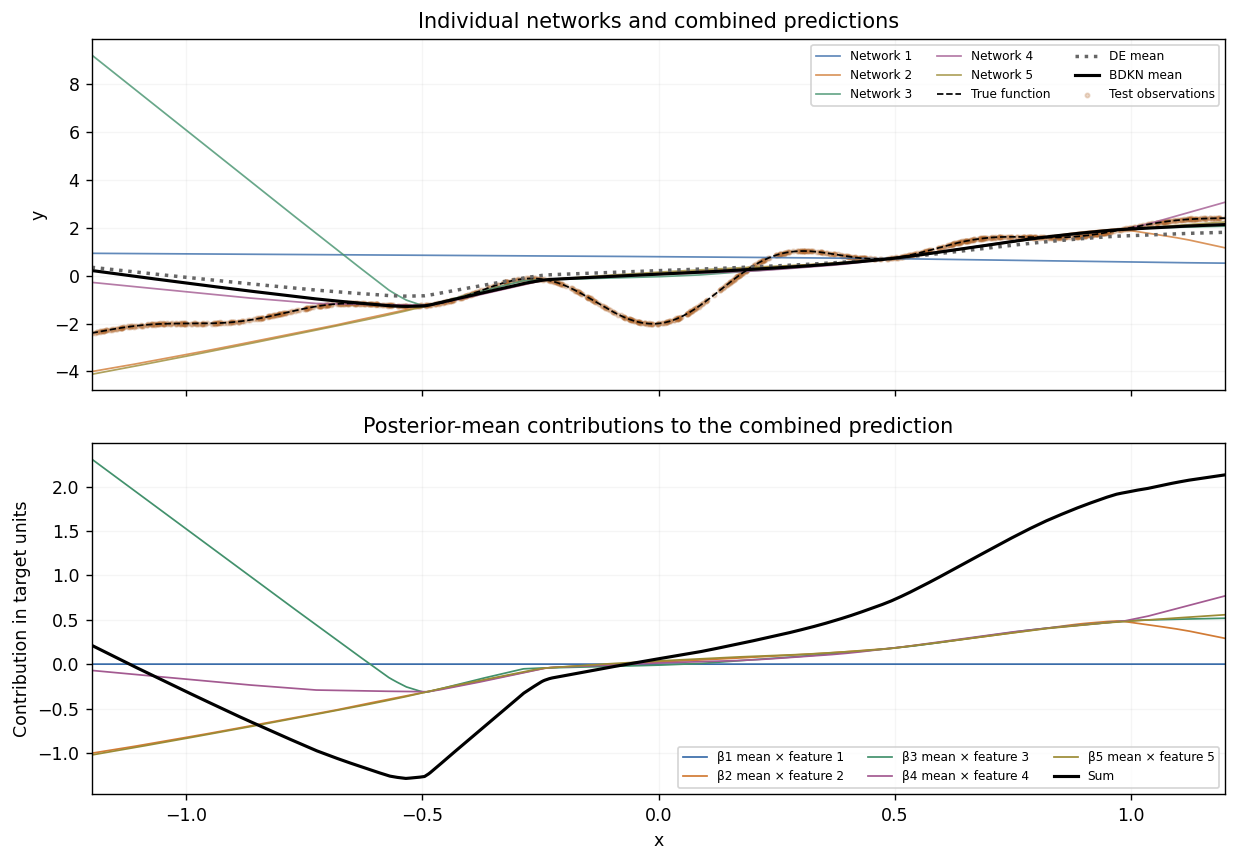 Individual networks and combined predictions
y
8
6
4
2
0
−2
−4
Network 1
Network 2
Network 3
Network 4
Network 5
True function
DE mean
BDKN mean
Test observations
Posterior-mean contributions to the combined prediction
Contribution in target units
2.0
1.5
1.0
0.5
0.0
−0.5
−1.0
β1 mean × feature 1
β2 mean × feature 2
β3 mean × feature 3
β4 mean × feature 4
β5 mean × feature 5
Sum
−1.0
−0.5
0.0
0.5
1.0
x